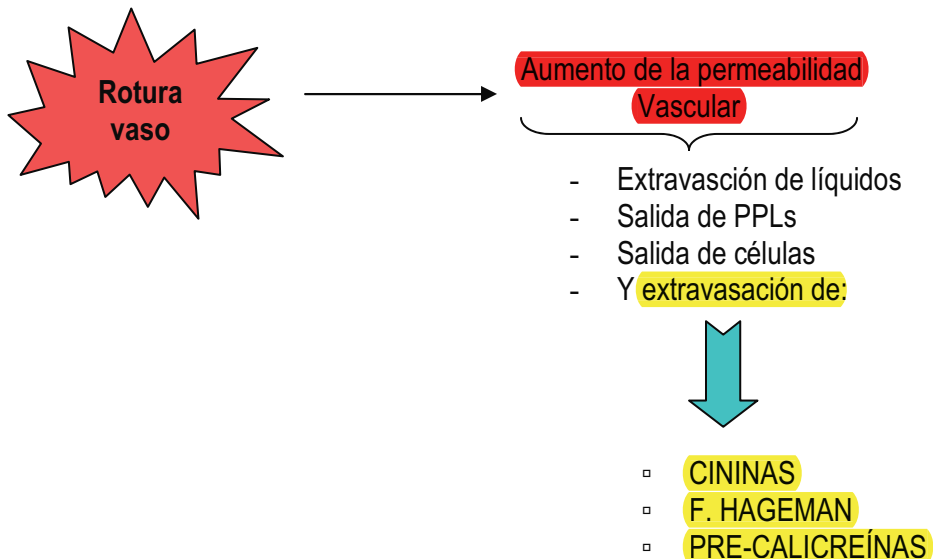 Rotura
vaso
Aumento de la permeabilidad
Vascular
- Extravasción de líquidos
- Salida de PPLs
- Salida de células
- Y extravasación de:
▫ CININAS
▫ F. HAGEMAN
▫ PRE-CALICREÍNAS